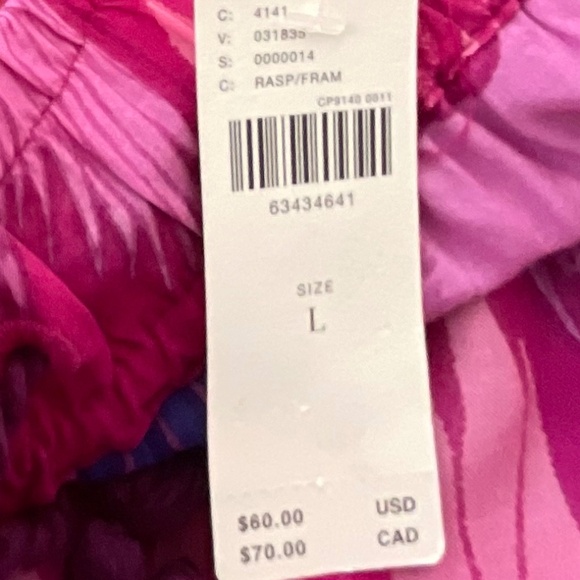 C: 4141
V: 031835
S: 0000014
C: RASP/FRAM
CP9140 0011
63434641
SIZE
L
$60.00 USD
$70.00 CAD